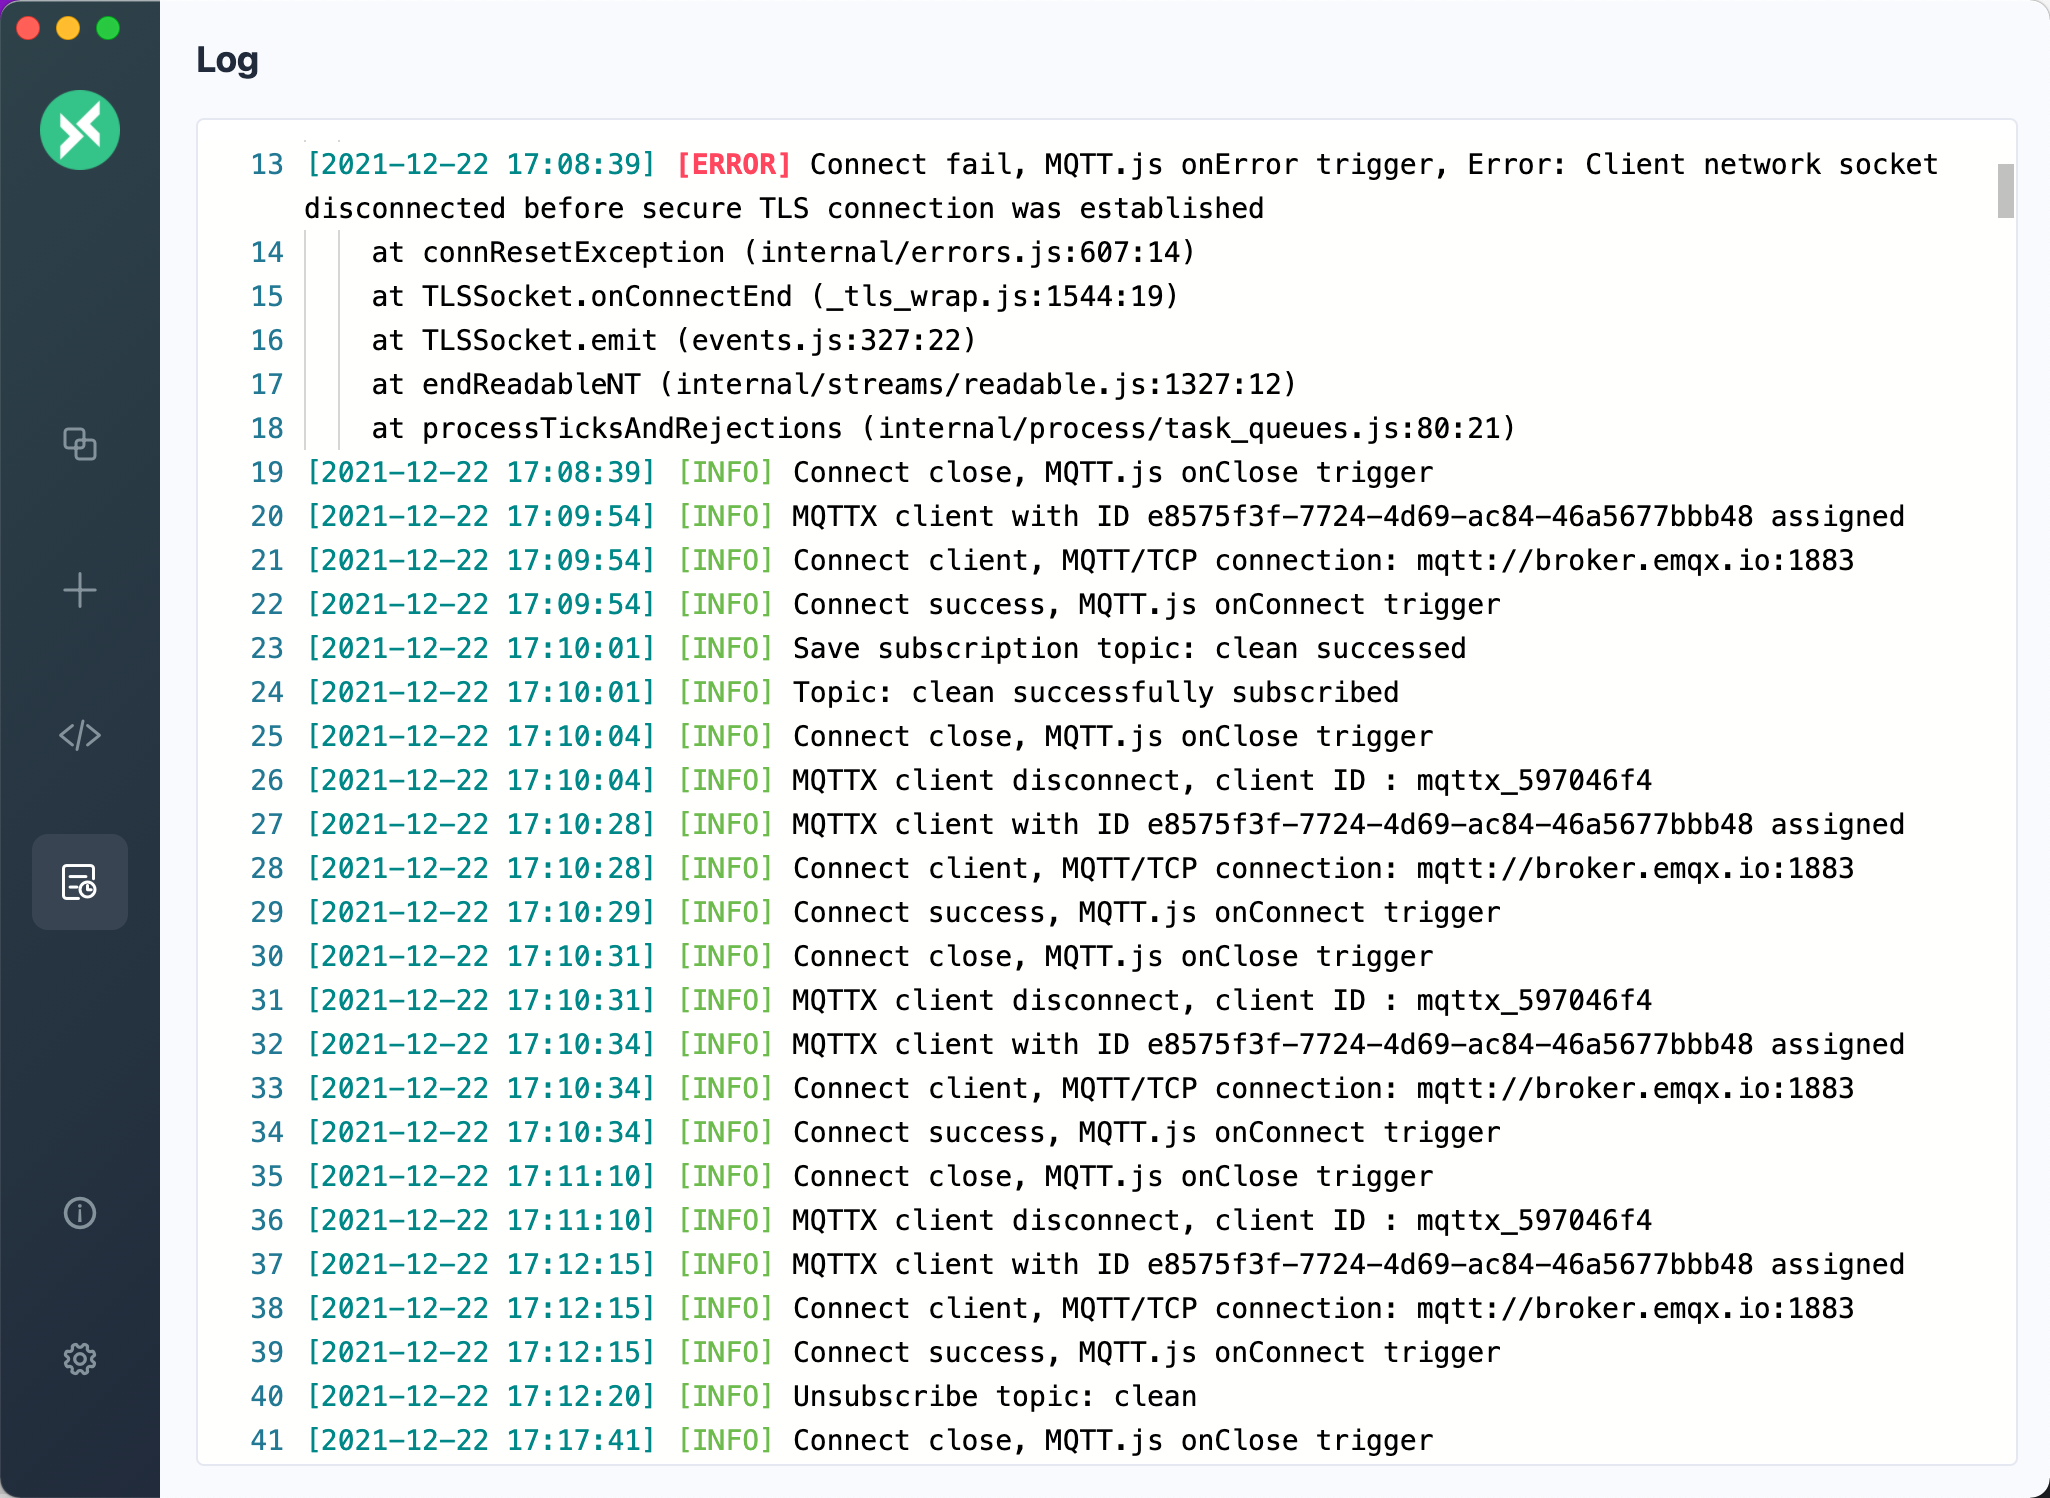 Log
13 [2021-12-22 17:08:39] [ERROR] Connect fail, MQTT.js onError trigger, Error: Client network socket
disconnected before secure TLS connection was established
14 at connResetException (internal/errors.js:607:14)
15 at TLSSocket.onConnectEnd (_tls_wrap.js:1544:19)
16 at TLSSocket.emit (events.js:327:22)
17 at endReadableNT (internal/streams/readable.js:1327:12)
18 at processTicksAndRejections (internal/process/task_queues.js:80:21)
19 [2021-12-22 17:08:39] [INFO] Connect close, MQTT.js onClose trigger
20 [2021-12-22 17:09:54] [INFO] MQTTX client with ID e8575f3f-7724-4d69-ac84-46a5677bbb48 assigned
21 [2021-12-22 17:09:54] [INFO] Connect client, MQTT/TCP connection: mqtt://broker.emqx.io:1883
22 [2021-12-22 17:09:54] [INFO] Connect success, MQTT.js onConnect trigger
23 [2021-12-22 17:10:01] [INFO] Save subscription topic: clean successed
24 [2021-12-22 17:10:01] [INFO] Topic: clean successfully subscribed
25 [2021-12-22 17:10:04] [INFO] Connect close, MQTT.js onClose trigger
26 [2021-12-22 17:10:04] [INFO] MQTTX client disconnect, client ID : mqttx_597046f4
27 [2021-12-22 17:10:28] [INFO] MQTTX client with ID e8575f3f-7724-4d69-ac84-46a5677bbb48 assigned
28 [2021-12-22 17:10:28] [INFO] Connect client, MQTT/TCP connection: mqtt://broker.emqx.io:1883
29 [2021-12-22 17:10:29] [INFO] Connect success, MQTT.js onConnect trigger
30 [2021-12-22 17:10:31] [INFO] Connect close, MQTT.js onClose trigger
31 [2021-12-22 17:10:31] [INFO] MQTTX client disconnect, client ID : mqttx_597046f4
32 [2021-12-22 17:10:34] [INFO] MQTTX client with ID e8575f3f-7724-4d69-ac84-46a5677bbb48 assigned
33 [2021-12-22 17:10:34] [INFO] Connect client, MQTT/TCP connection: mqtt://broker.emqx.io:1883
34 [2021-12-22 17:10:34] [INFO] Connect success, MQTT.js onConnect trigger
35 [2021-12-22 17:11:10] [INFO] Connect close, MQTT.js onClose trigger
36 [2021-12-22 17:11:10] [INFO] MQTTX client disconnect, client ID : mqttx_597046f4
37 [2021-12-22 17:12:15] [INFO] MQTTX client with ID e8575f3f-7724-4d69-ac84-46a5677bbb48 assigned
38 [2021-12-22 17:12:15] [INFO] Connect client, MQTT/TCP connection: mqtt://broker.emqx.io:1883
39 [2021-12-22 17:12:15] [INFO] Connect success, MQTT.js onConnect trigger
40 [2021-12-22 17:12:20] [INFO] Unsubscribe topic: clean
41 [2021-12-22 17:17:41] [INFO] Connect close, MQTT.js onClose trigger